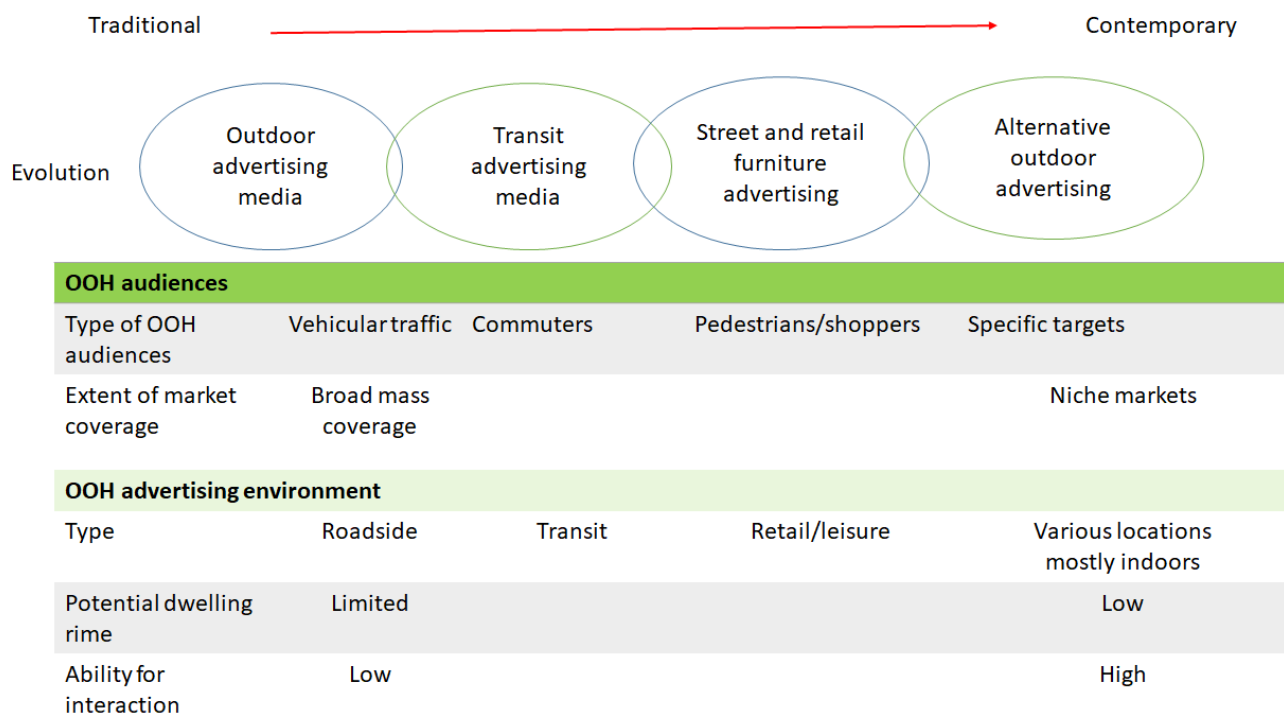 Traditional
Contemporary
Evolution
Outdoor
advertising
media
Transit
advertising
media
Street and retail
furniture
advertising
Alternative
outdoor
advertising
OOH audiences
Type of OOH
audiences
Vehicular traffic
Commuters
Pedestrians/shoppers
Specific targets
Extent of market
coverage
Broad mass
coverage
Niche markets
OOH advertising environment
Type
Roadside
Transit
Retail/leisure
Various locations
mostly indoors
Potential dwelling
rime
Limited
Low
Ability for
interaction
Low
High